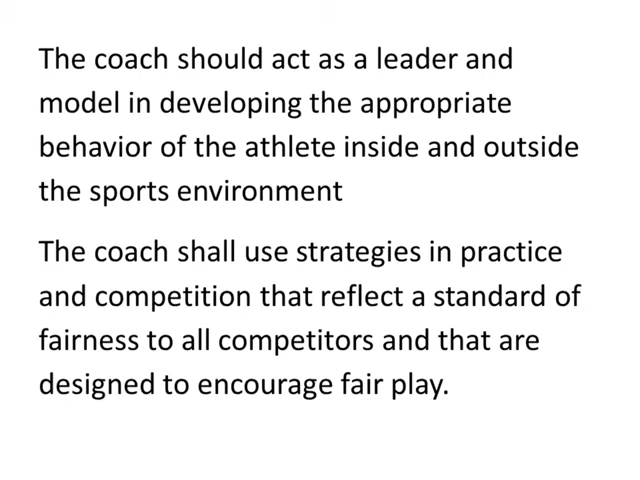 The coach should act as a leader and
model in developing the appropriate
behavior of the athlete inside and outside
the sports environment
The coach shall use strategies in practice
and competition that reflect a standard of
fairness to all competitors and that are
designed to encourage fair play.